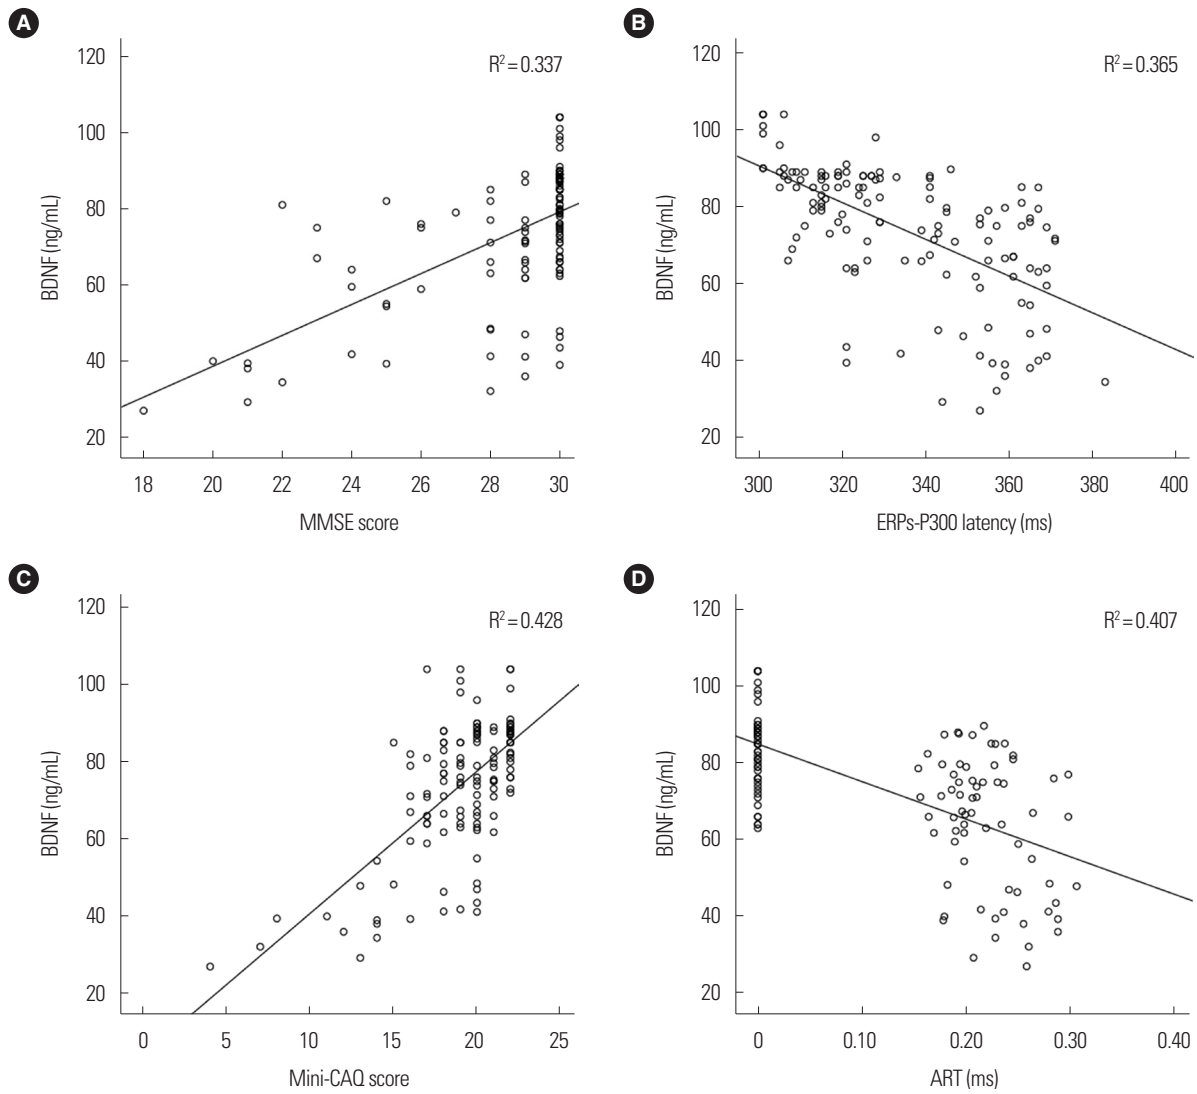 A
R² = 0.337
120
100
80
60
40
20
BDNF (ng/mL)
18 20 22 24 26 28 30
MMSE score
B
R² = 0.365
120
100
80
60
40
20
BDNF (ng/mL)
300 320 340 360 380 400
ERPs-P300 latency (ms)
C
R² = 0.428
120
100
80
60
40
20
BDNF (ng/mL)
0 5 10 15 20 25
Mini-CAQ score
D
R² = 0.407
120
100
80
60
40
20
BDNF (ng/mL)
0 0.10 0.20 0.30 0.40
ART (ms)